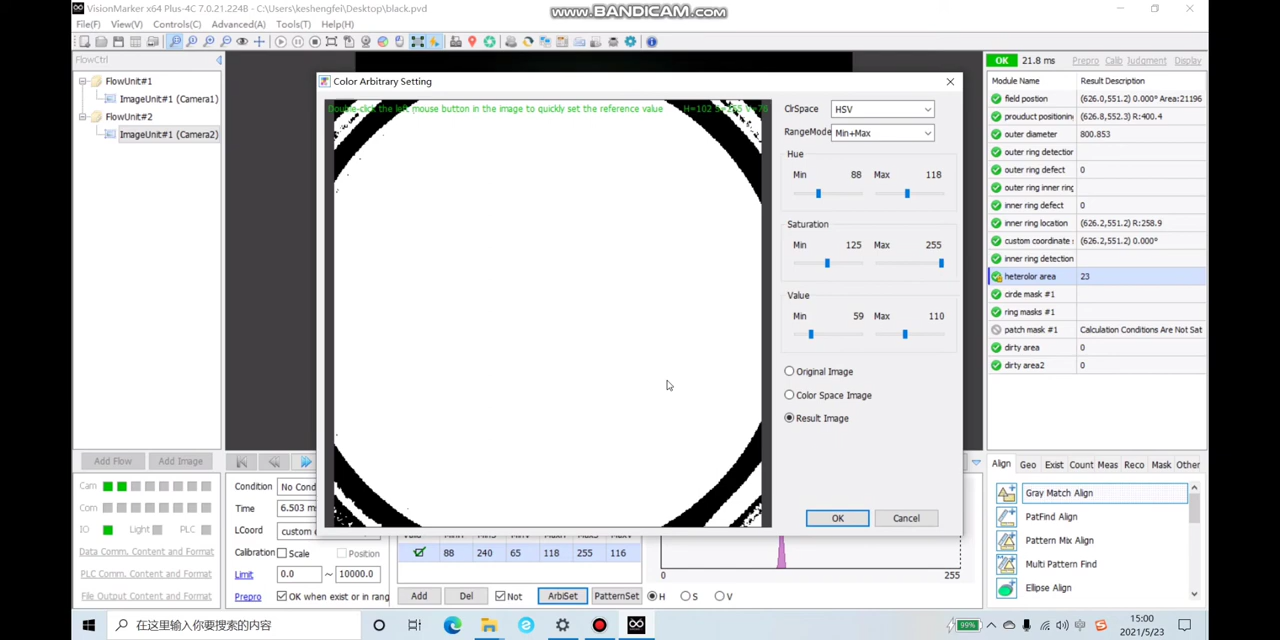 VisionMarker x64 Plus-4C 7.0.21.224B - C:\Users\keshengfei\Desktop\black.pvd
www.BANDICAM.com
File(F) View(V) Controls(C) Advanced(A) Tools(T) Help(H)
FlowCtrl
FlowUnit#1
ImageUnit#1 (Camera1)
FlowUnit#2
ImageUnit#1 (Camera2)
Add Flow Add Image
Cam
Com
IO Light PLC
Data Comm. Content and Format
PLC Comm. Content and Format
File Output Content and Format
Color Arbitrary Setting
Double-click the left mouse button in the image to quickly set the reference value
ClrSpace HSV
RangeMode Min+Max
Hue
Min 88 Max 118
Saturation
Min 125 Max 255
Value
Min 59 Max 110
Original Image
Color Space Image
Result Image
OK Cancel
Condition
Time 6.503
LCoord custom
Calibration Scale Position
Limit 0.0 ~ 10000.0
Prepro OK when exist or in rang
88 240 65 118 255 116
Add Del Not ArbiSet PatternSet H S V
0 255
OK 21.8 ms Prepro Calib Judgment Display
Module Name Result Description
field postion (626.0,551.2) 0.000° Area:21196
prouduct positioning (626.8,552.3) R:400.4
outer diameter 800.853
outer ring detection
outer ring defect 0
outer ring inner ring
inner ring defect 0
inner ring location (626.2,551.2) R:258.9
custom coordinate (626.2,551.2) 0.000°
inner ring detection
heterolor area 23
cirde mask #1
ring masks #1
patch mask #1 Calculation Conditions Are Not Sat
dirty area 0
dirty area2 0
Align Geo Exist Count Meas Reco Mask Other
Gray Match Align
PatFind Align
Pattern Mix Align
Multi Pattern Find
Ellipse Align
在这里输入你要搜索的内容
99%
中
15:00
2021/5/23